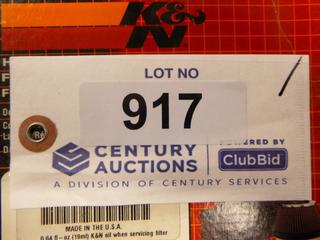 K&N
LOT NO
917
CENTURY
AUCTIONS
POWERED BY
ClubBid
A DIVISION OF CENTURY SERVICES
MADE IN THE U.S.A.
0.64 fl-oz (19ml) K&N oil when servicing filter